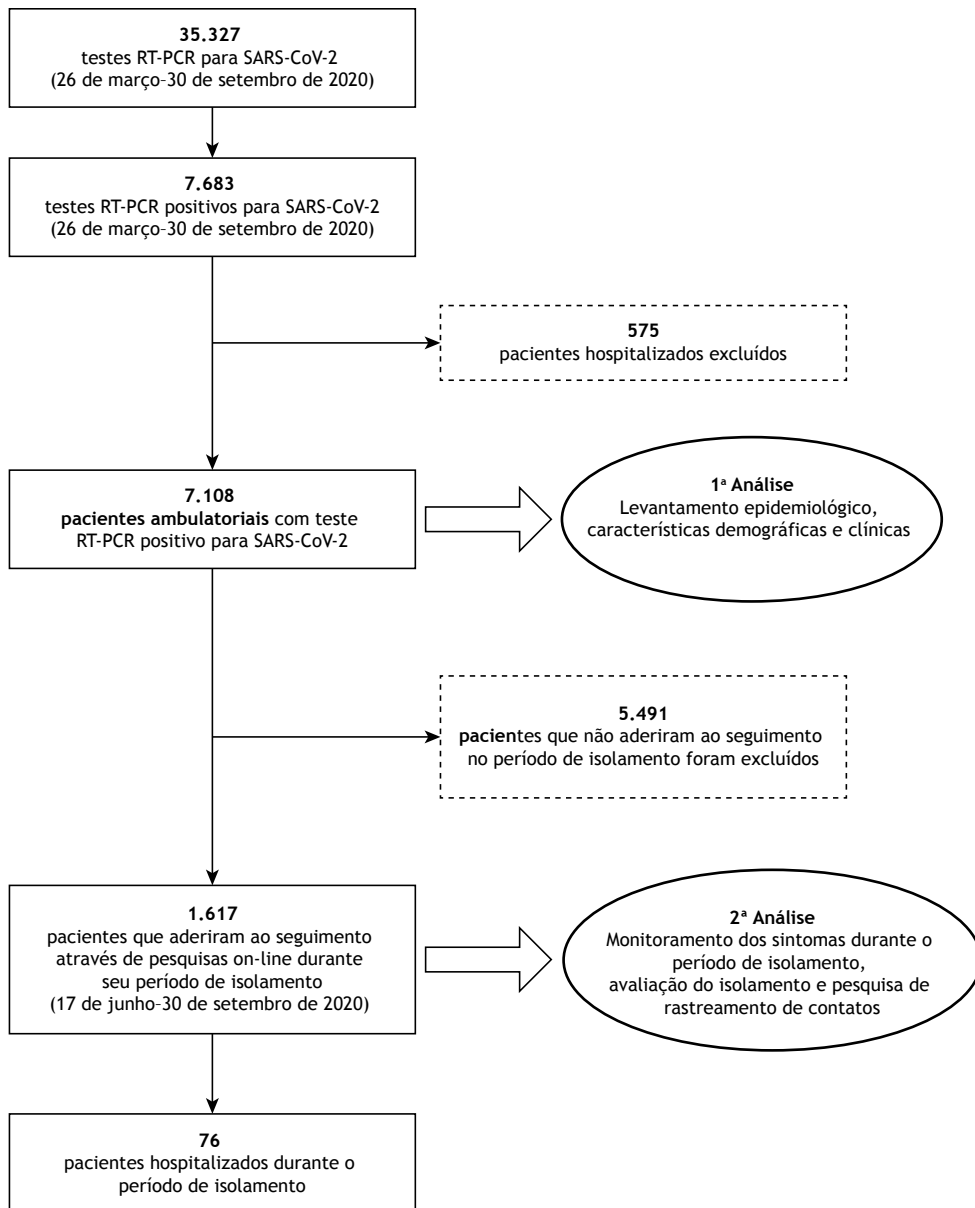 35.327
testes RT-PCR para SARS-CoV-2
(26 de março-30 de setembro de 2020)
7.683
testes RT-PCR positivos para SARS-CoV-2
(26 de março-30 de setembro de 2020)
575
pacientes hospitalizados excluídos
7.108
pacientes ambulatoriais com teste
RT-PCR positivo para SARS-CoV-2
1ª Análise
Levantamento epidemiológico,
características demográficas e clínicas
5.491
pacientes que não aderiram ao seguimento
no período de isolamento foram excluídos
1.617
pacientes que aderiram ao seguimento
através de pesquisas on-line durante
seu período de isolamento
(17 de junho-30 de setembro de 2020)
2ª Análise
Monitoramento dos sintomas durante o
período de isolamento,
avaliação do isolamento e pesquisa de
rastreamento de contatos
76
pacientes hospitalizados durante o
período de isolamento